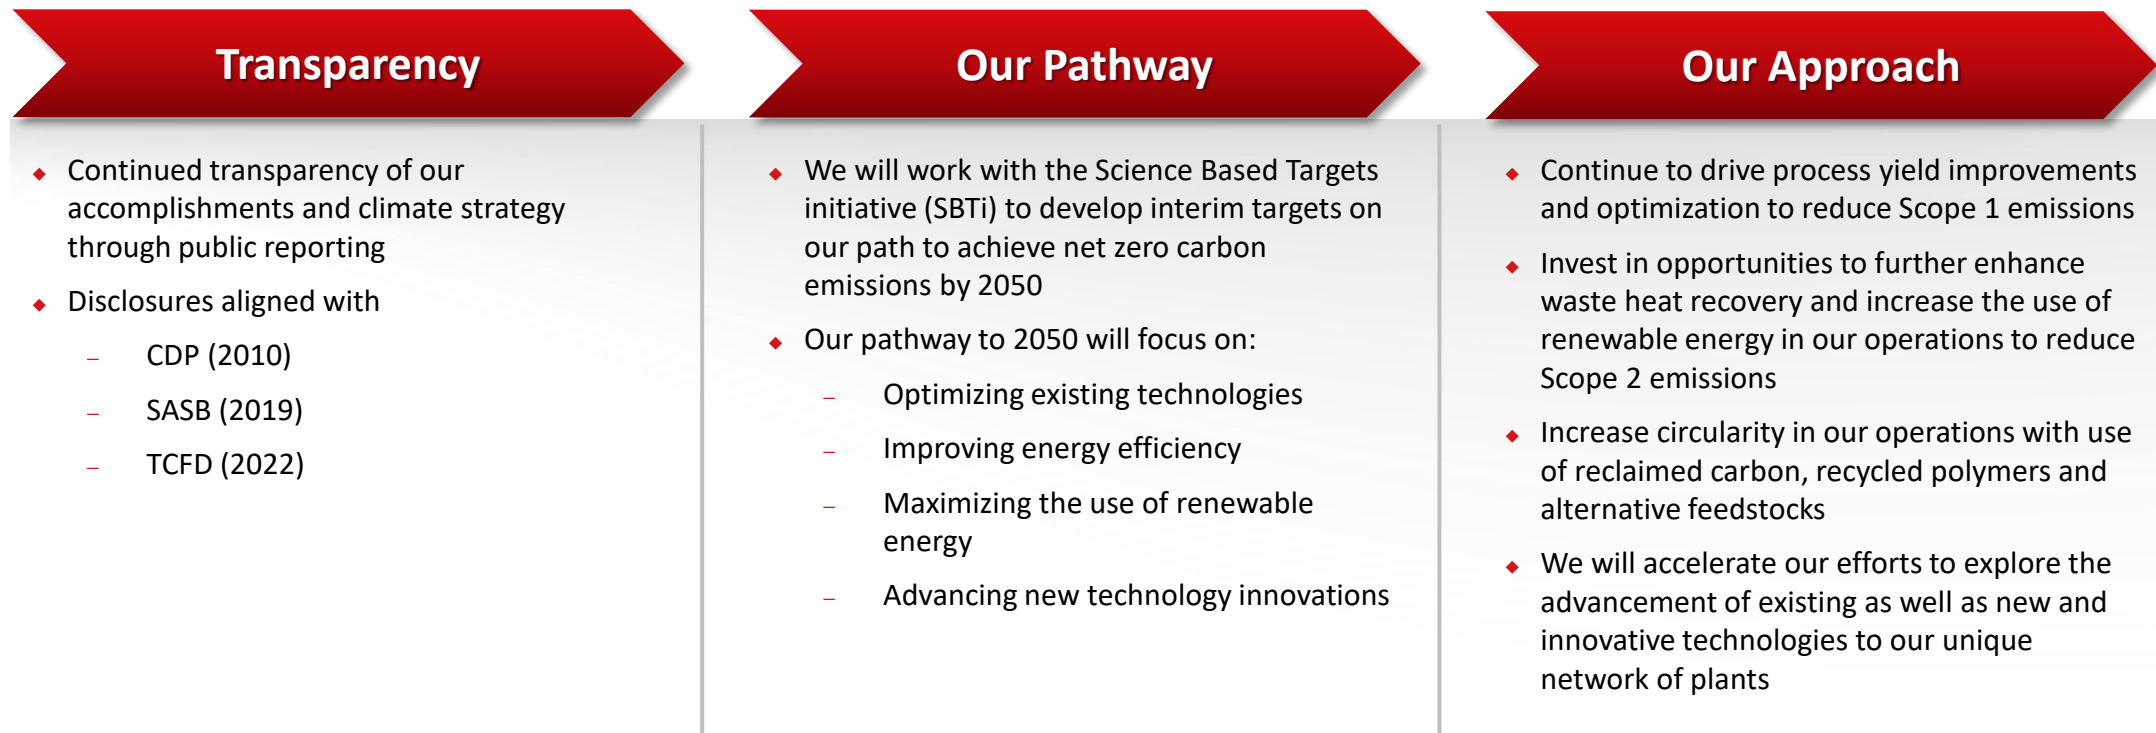 Transparency
Continued transparency of our
accomplishments and climate strategy
through public reporting
Disclosures aligned with
– CDP (2010)
– SASB (2019)
– TCFD (2022)
Our Pathway
We will work with the Science Based Targets
initiative (SBTi) to develop interim targets on
our path to achieve net zero carbon
emissions by 2050
Our pathway to 2050 will focus on:
– Optimizing existing technologies
– Improving energy efficiency
– Maximizing the use of renewable
energy
– Advancing new technology innovations
Our Approach
Continue to drive process yield improvements
and optimization to reduce Scope 1 emissions
Invest in opportunities to further enhance
waste heat recovery and increase the use of
renewable energy in our operations to reduce
Scope 2 emissions
Increase circularity in our operations with use
of reclaimed carbon, recycled polymers and
alternative feedstocks
We will accelerate our efforts to explore the
advancement of existing as well as new and
innovative technologies to our unique
network of plants